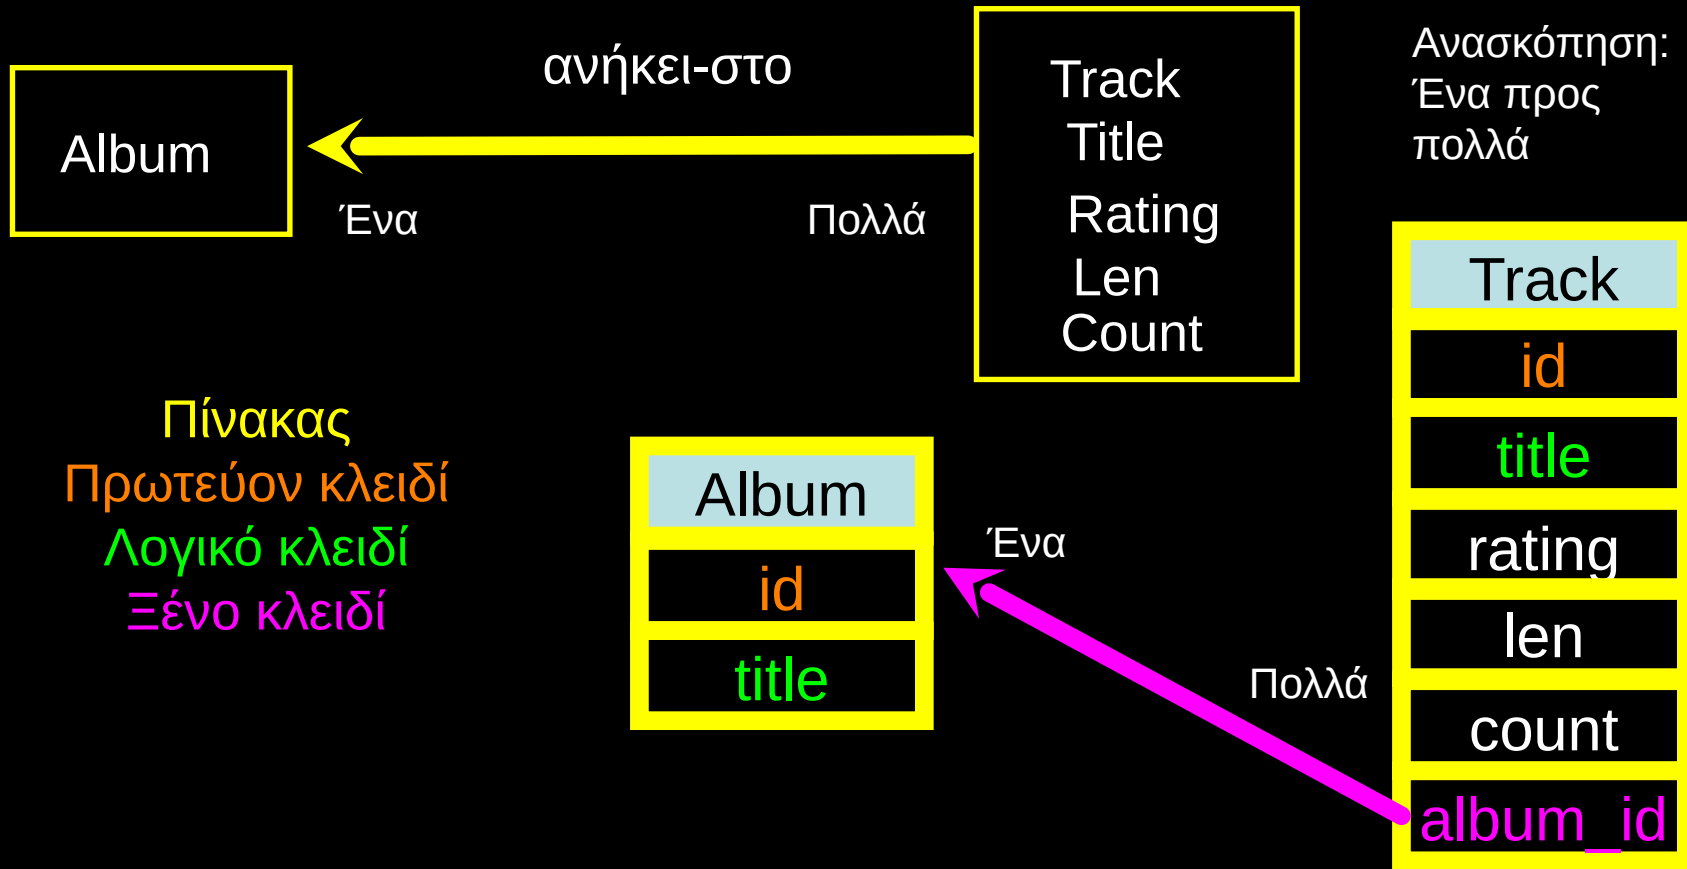 Ανασκόπηση:
Ένα προς
πολλά
ανήκει-στο
Album
Ένα
Πολλά
Track
Title
Rating
Len
Count
Πίνακας
Πρωτεύον κλειδί
Λογικό κλειδί
Ξένο κλειδί
Album
id
title
Ένα
Πολλά
Track
id
title
rating
len
count
album_id